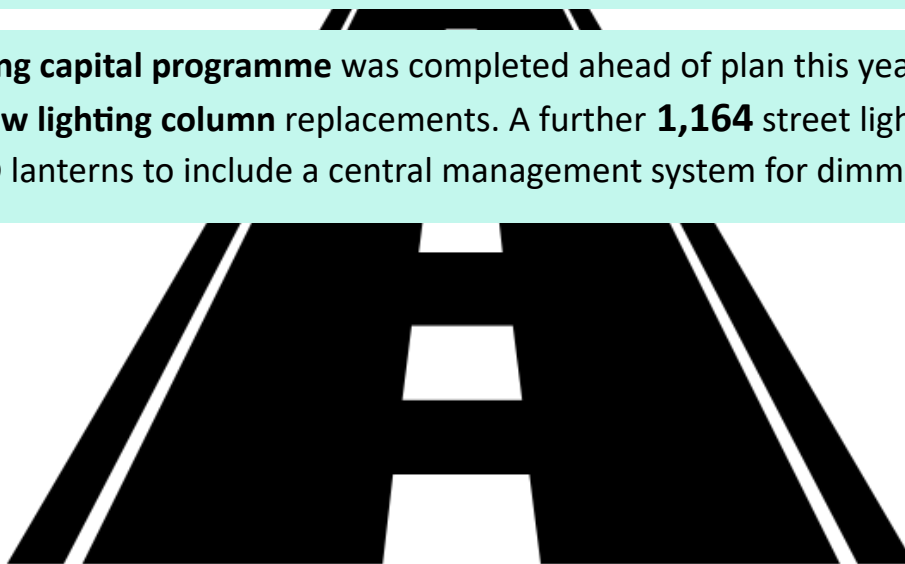 ng capital programme was completed ahead of plan this yea
w lighting column replacements. A further 1,164 street ligh
lanterns to include a central management system for dimm